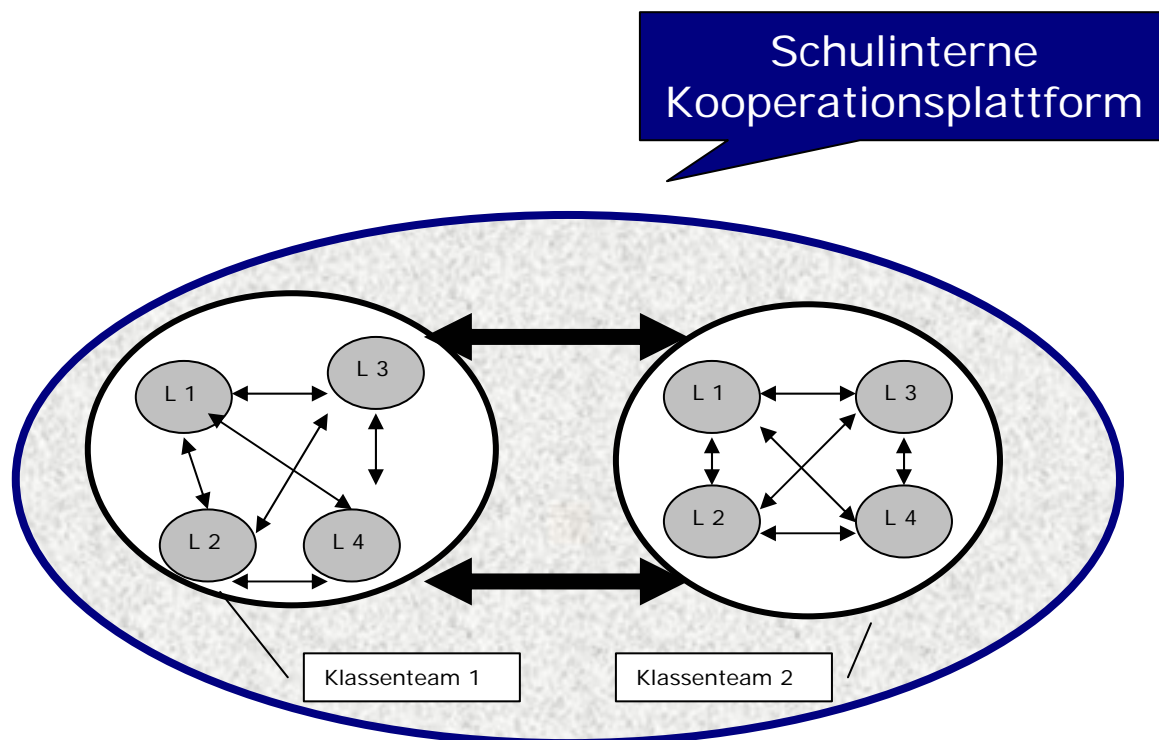 Schulinterne
Kooperationsplattform
L 1
L 3
L 2
L 4
L 1
L 3
L 2
L 4
Klassenteam 1
Klassenteam 2